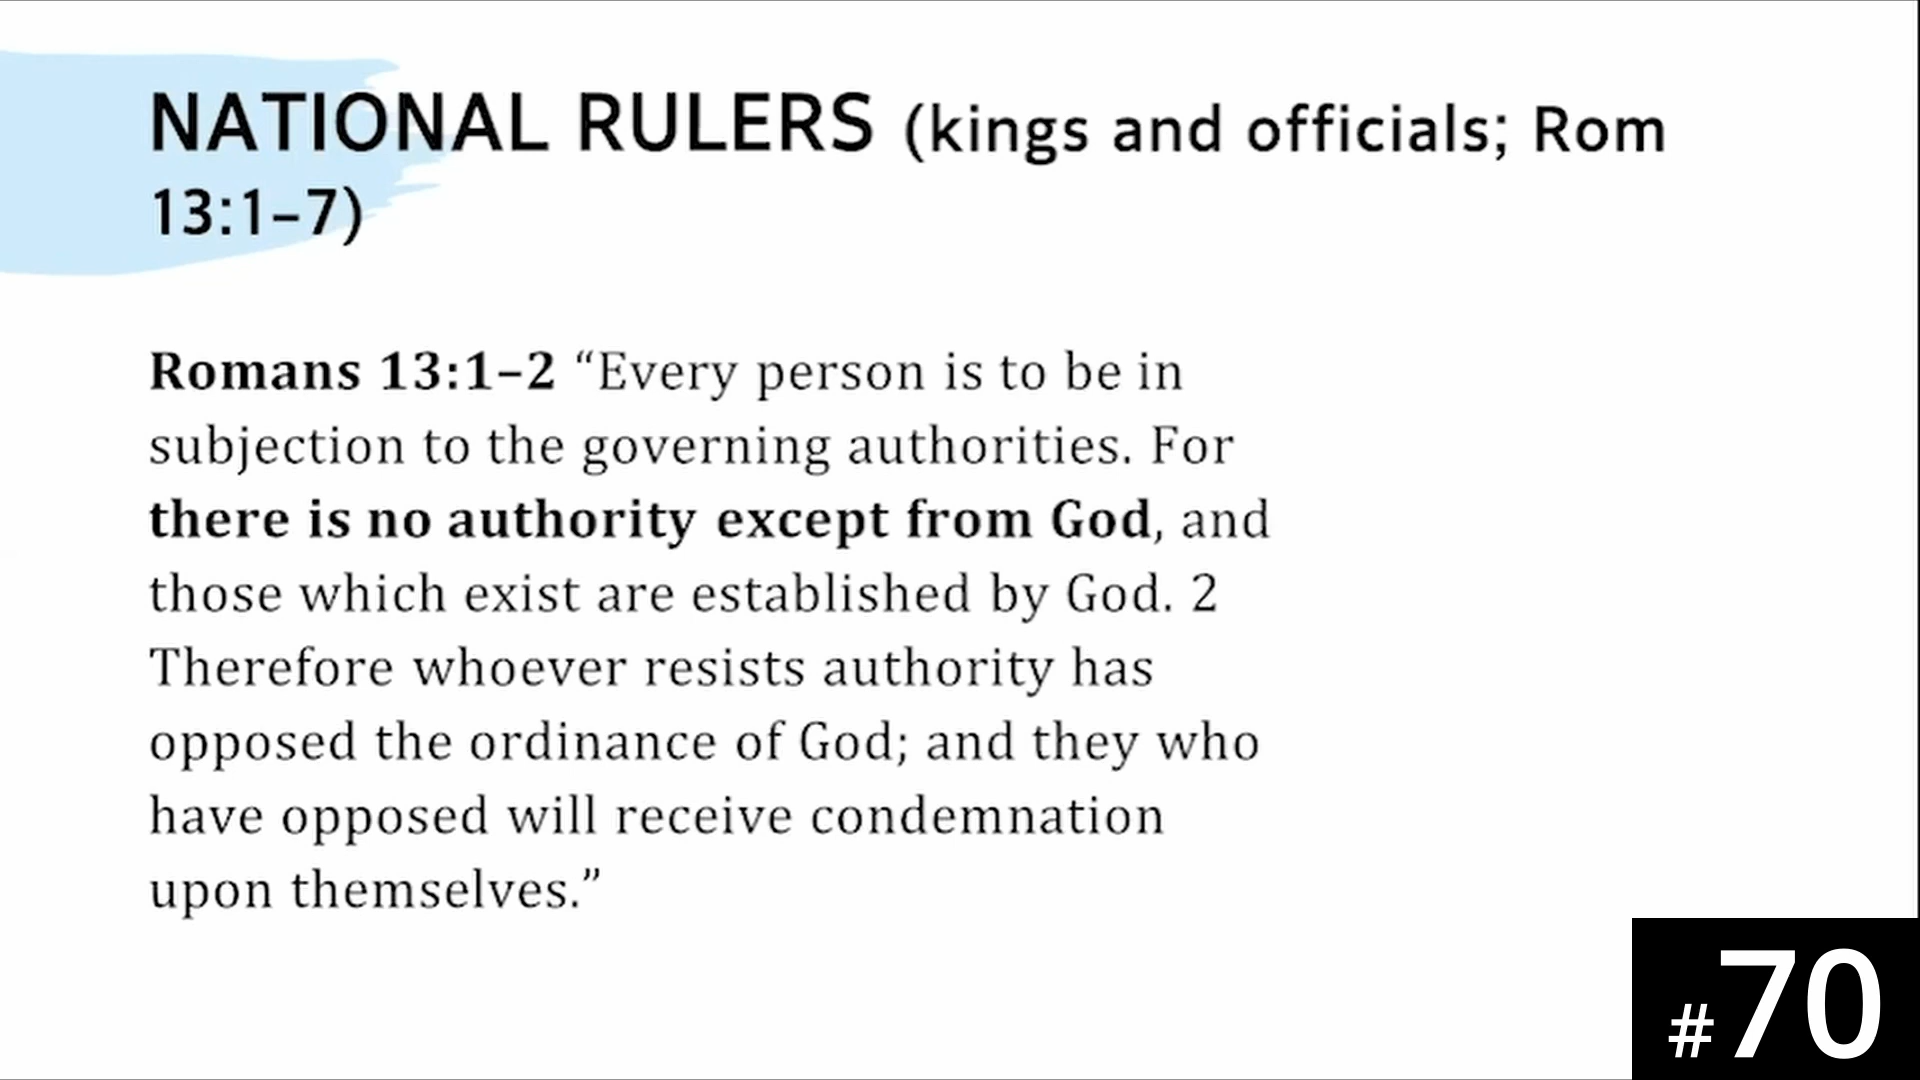 NATIONAL RULERS (kings and officials; Rom
13:1–7)
Romans 13:1–2 “Every person is to be in
subjection to the governing authorities. For
there is no authority except from God, and
those which exist are established by God. 2
Therefore whoever resists authority has
opposed the ordinance of God; and they who
have opposed will receive condemnation
upon themselves.”
#70